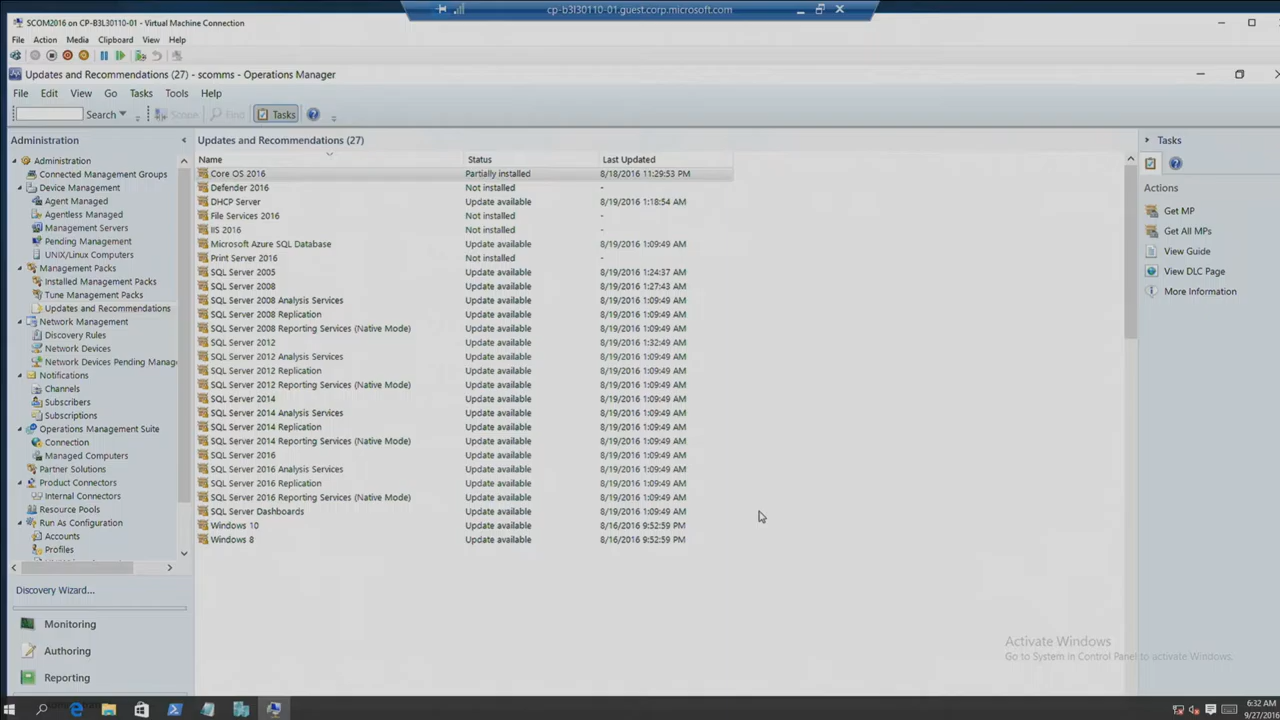 cp-b3l30110-01.guest.corp.microsoft.com
SCOM2016 on CP-B3L30110-01 - Virtual Machine Connection
File Action Media Clipboard View Help
Updates and Recommendations (27) - scomms - Operations Manager
File Edit View Go Tasks Tools Help
Search Scope Find Tasks
Administration
Administration
Connected Management Groups
Device Management
Agent Managed
Agentless Managed
Management Servers
Pending Management
UNIX/Linux Computers
Management Packs
Installed Management Packs
Tune Management Packs
Updates and Recommendations
Network Management
Discovery Rules
Network Devices
Network Devices Pending Manag
Notifications
Channels
Subscribers
Subscriptions
Operations Management Suite
Connection
Managed Computers
Partner Solutions
Product Connectors
Internal Connectors
Resource Pools
Run As Configuration
Accounts
Profiles
Discovery Wizard...
Monitoring
Authoring
Reporting
Updates and Recommendations (27)
Name Status Last Updated
Core OS 2016 Partially installed 8/18/2016 11:29:53 PM
Defender 2016 Not installed -
DHCP Server Update available 8/19/2016 1:18:54 AM
File Services 2016 Not installed -
IIS 2016 Not installed -
Microsoft Azure SQL Database Update available 8/19/2016 1:09:49 AM
Print Server 2016 Not installed -
SQL Server 2005 Update available 8/19/2016 1:24:37 AM
SQL Server 2008 Update available 8/19/2016 1:27:43 AM
SQL Server 2008 Analysis Services Update available 8/19/2016 1:09:49 AM
SQL Server 2008 Replication Update available 8/19/2016 1:09:49 AM
SQL Server 2008 Reporting Services (Native Mode) Update available 8/19/2016 1:09:49 AM
SQL Server 2012 Update available 8/19/2016 1:32:49 AM
SQL Server 2012 Analysis Services Update available 8/19/2016 1:09:49 AM
SQL Server 2012 Replication Update available 8/19/2016 1:09:49 AM
SQL Server 2012 Reporting Services (Native Mode) Update available 8/19/2016 1:09:49 AM
SQL Server 2014 Update available 8/19/2016 1:09:49 AM
SQL Server 2014 Analysis Services Update available 8/19/2016 1:09:49 AM
SQL Server 2014 Replication Update available 8/19/2016 1:09:49 AM
SQL Server 2014 Reporting Services (Native Mode) Update available 8/19/2016 1:09:49 AM
SQL Server 2016 Update available 8/19/2016 1:09:49 AM
SQL Server 2016 Analysis Services Update available 8/19/2016 1:09:49 AM
SQL Server 2016 Replication Update available 8/19/2016 1:09:49 AM
SQL Server 2016 Reporting Services (Native Mode) Update available 8/19/2016 1:09:49 AM
SQL Server Dashboards Update available 8/19/2016 1:09:49 AM
Windows 10 Update available 8/16/2016 9:52:59 PM
Windows 8 Update available 8/16/2016 9:52:59 PM
Tasks
Actions
Get MP
Get All MPs
View Guide
View DLC Page
More Information
Activate Windows
Go to System in Control Panel to activate Windows.
6:32 AM
9/27/2016